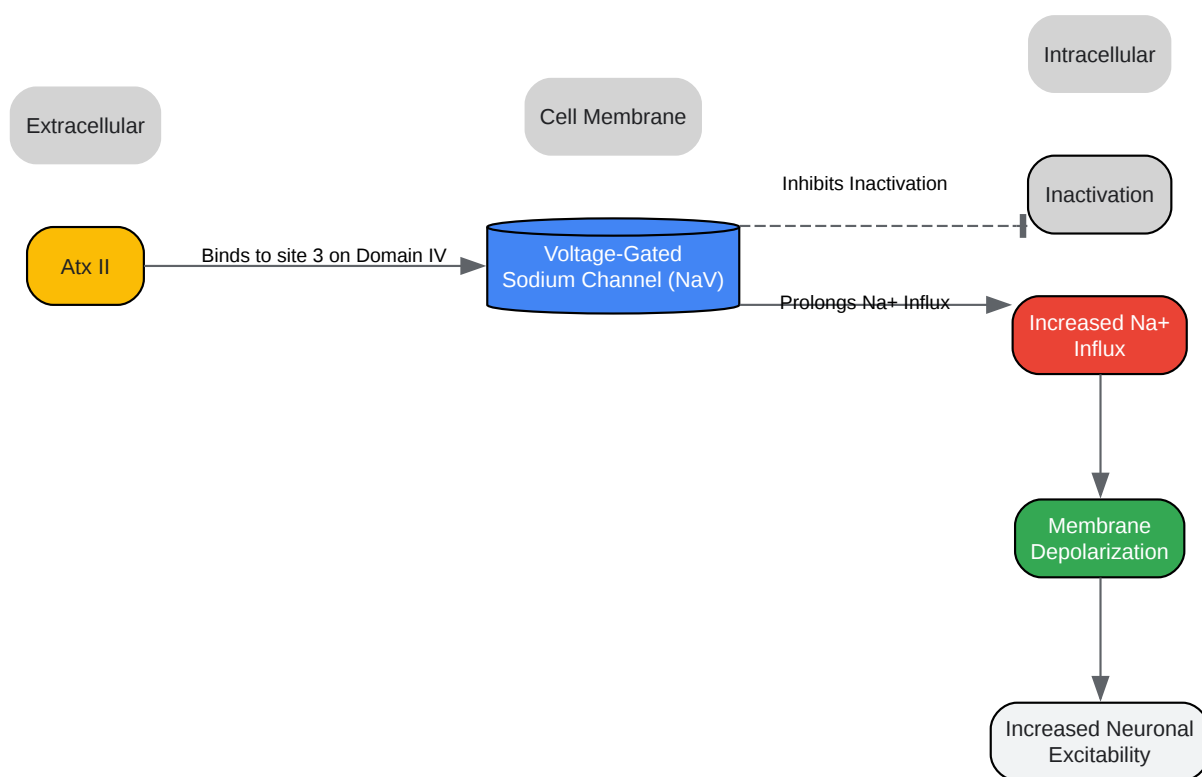 Intracellular
Extracellular
Cell Membrane
Inhibits Inactivation
Inactivation
Atx II
Binds to site 3 on Domain IV
Voltage-Gated
Sodium Channel (NaV)
Prolongs Na+ Influx
Increased Na+
Influx
Membrane
Depolarization
Increased Neuronal
Excitability